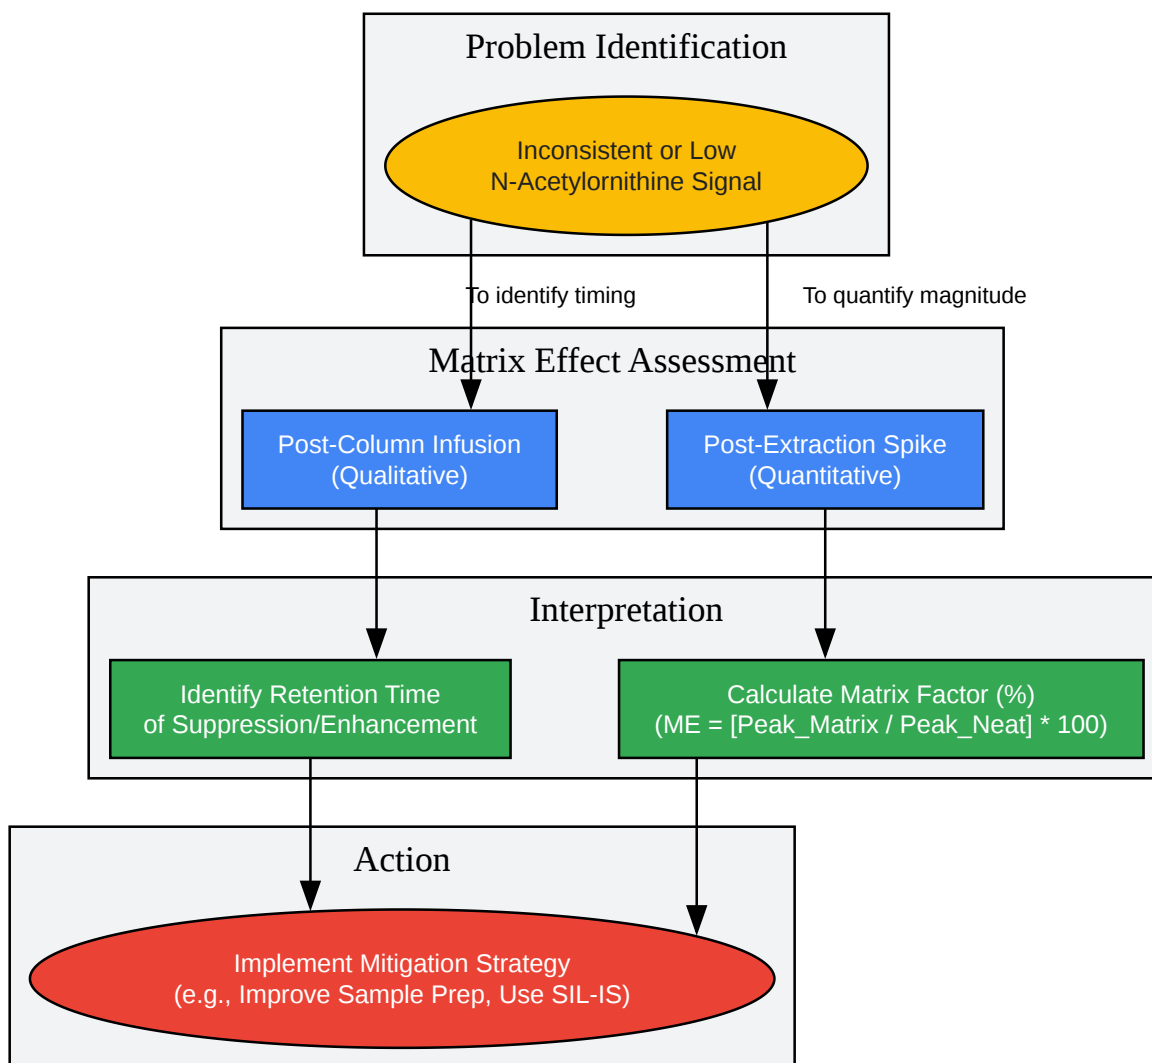 Problem Identification
Inconsistent or Low
N-Acetylornithine Signal
To identify timing
To quantify magnitude
Matrix Effect Assessment
Post-Column Infusion
(Qualitative)
Post-Extraction Spike
(Quantitative)
Interpretation
Identify Retention Time
of Suppression/Enhancement
Calculate Matrix Factor (%)
(ME = [Peak_Matrix / Peak_Neat] * 100)
Action
Implement Mitigation Strategy
(e.g., Improve Sample Prep, Use SIL-IS)